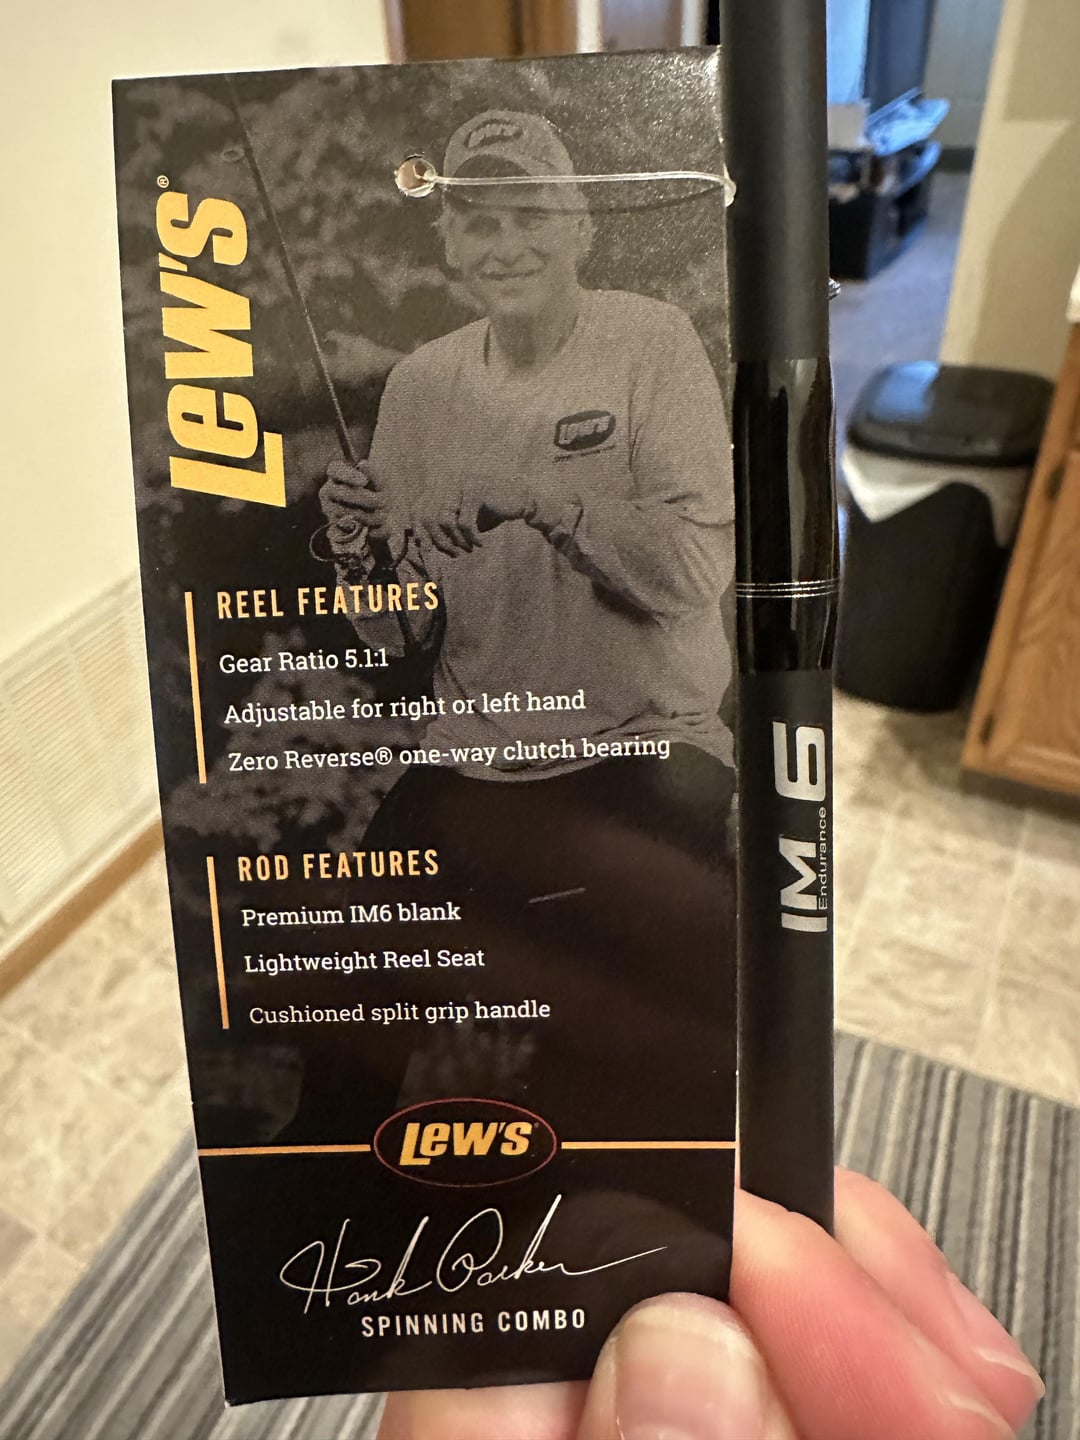 Lew's®
Lew's
Lew's
REEL FEATURES
Gear Ratio 5.1:1
Adjustable for right or left hand
Zero Reverse® one-way clutch bearing
ROD FEATURES
Premium IM6 blank
Lightweight Reel Seat
Cushioned split grip handle
Lew's
Hank Parker
SPINNING COMBO
IM6
Endurance